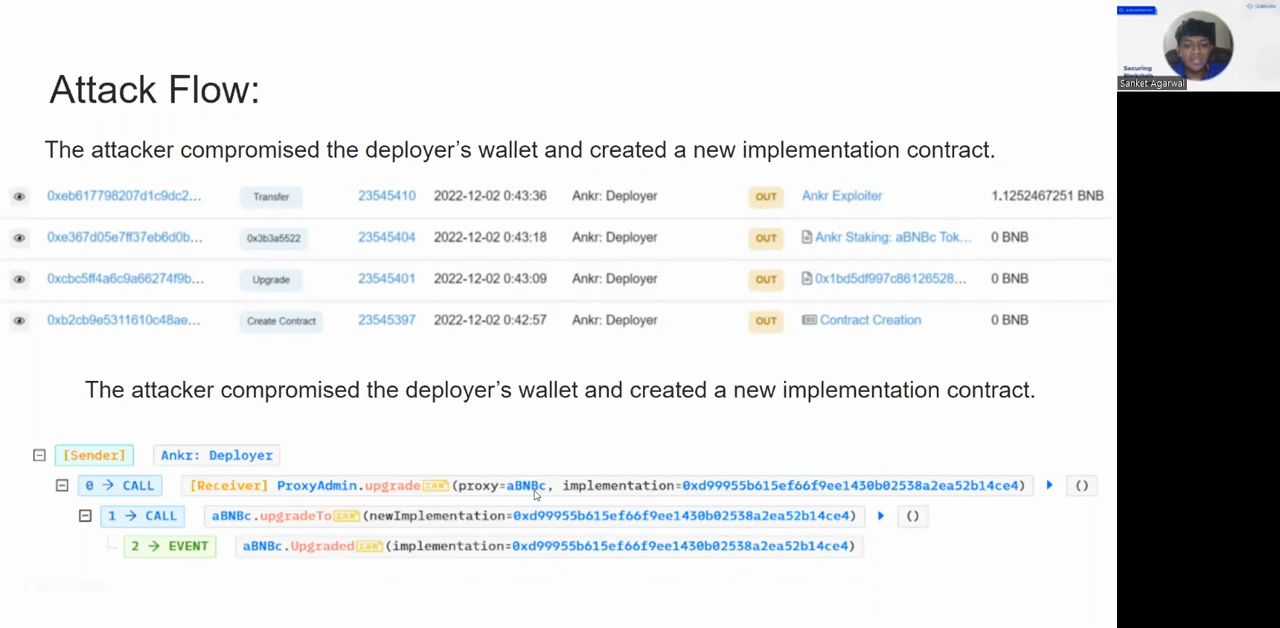 Attack Flow:
The attacker compromised the deployer's wallet and created a new implementation contract.
0xeb617798207d1c9dc2... Transfer 23545410 2022-12-02 0:43:36 Ankr: Deployer OUT Ankr Exploiter 1.1252467251 BNB
0xe367d05e7ff37eb6d0b... 0x3b3a5522 23545404 2022-12-02 0:43:18 Ankr: Deployer OUT Ankr Staking: aBNBc Tok... 0 BNB
0xcbc5ff4a6c9a66274f9b... Upgrade 23545401 2022-12-02 0:43:09 Ankr: Deployer OUT 0x1bd5df997c86126528... 0 BNB
0xb2cb9e5311610c48ae... Create Contract 23545397 2022-12-02 0:42:57 Ankr: Deployer OUT Contract Creation 0 BNB
The attacker compromised the deployer's wallet and created a new implementation contract.
[Sender] Ankr: Deployer
0 → CALL [Receiver] ProxyAdmin.upgrade (proxy=aBNBc, implementation=0xd99955b615ef66f9ee1430b02538a2ea52b14ce4) ()
1 → CALL aBNBc.upgradeTo (newImplementation=0xd99955b615ef66f9ee1430b02538a2ea52b14ce4) ()
2 → EVENT aBNBc.Upgraded (implementation=0xd99955b615ef66f9ee1430b02538a2ea52b14ce4)
Securing
Sanket Agarwal